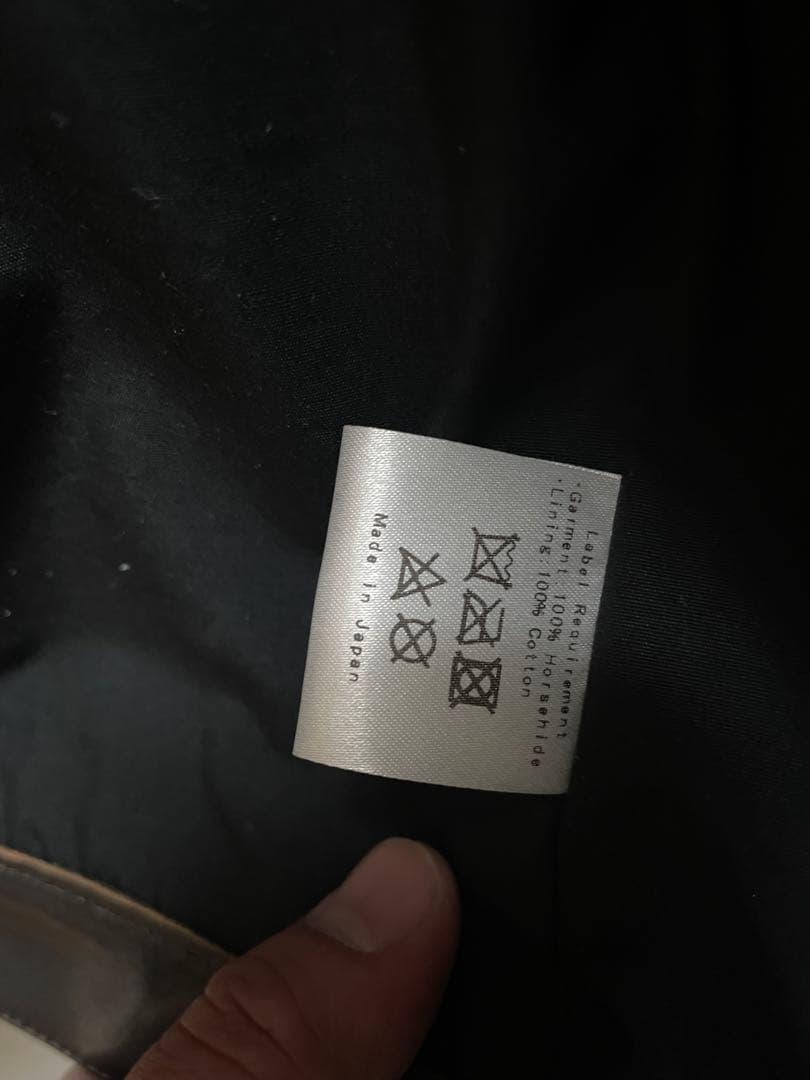 Label Requirement
·Garment 100% Horsehide
·Lining 100% Cotton
Made in Japan